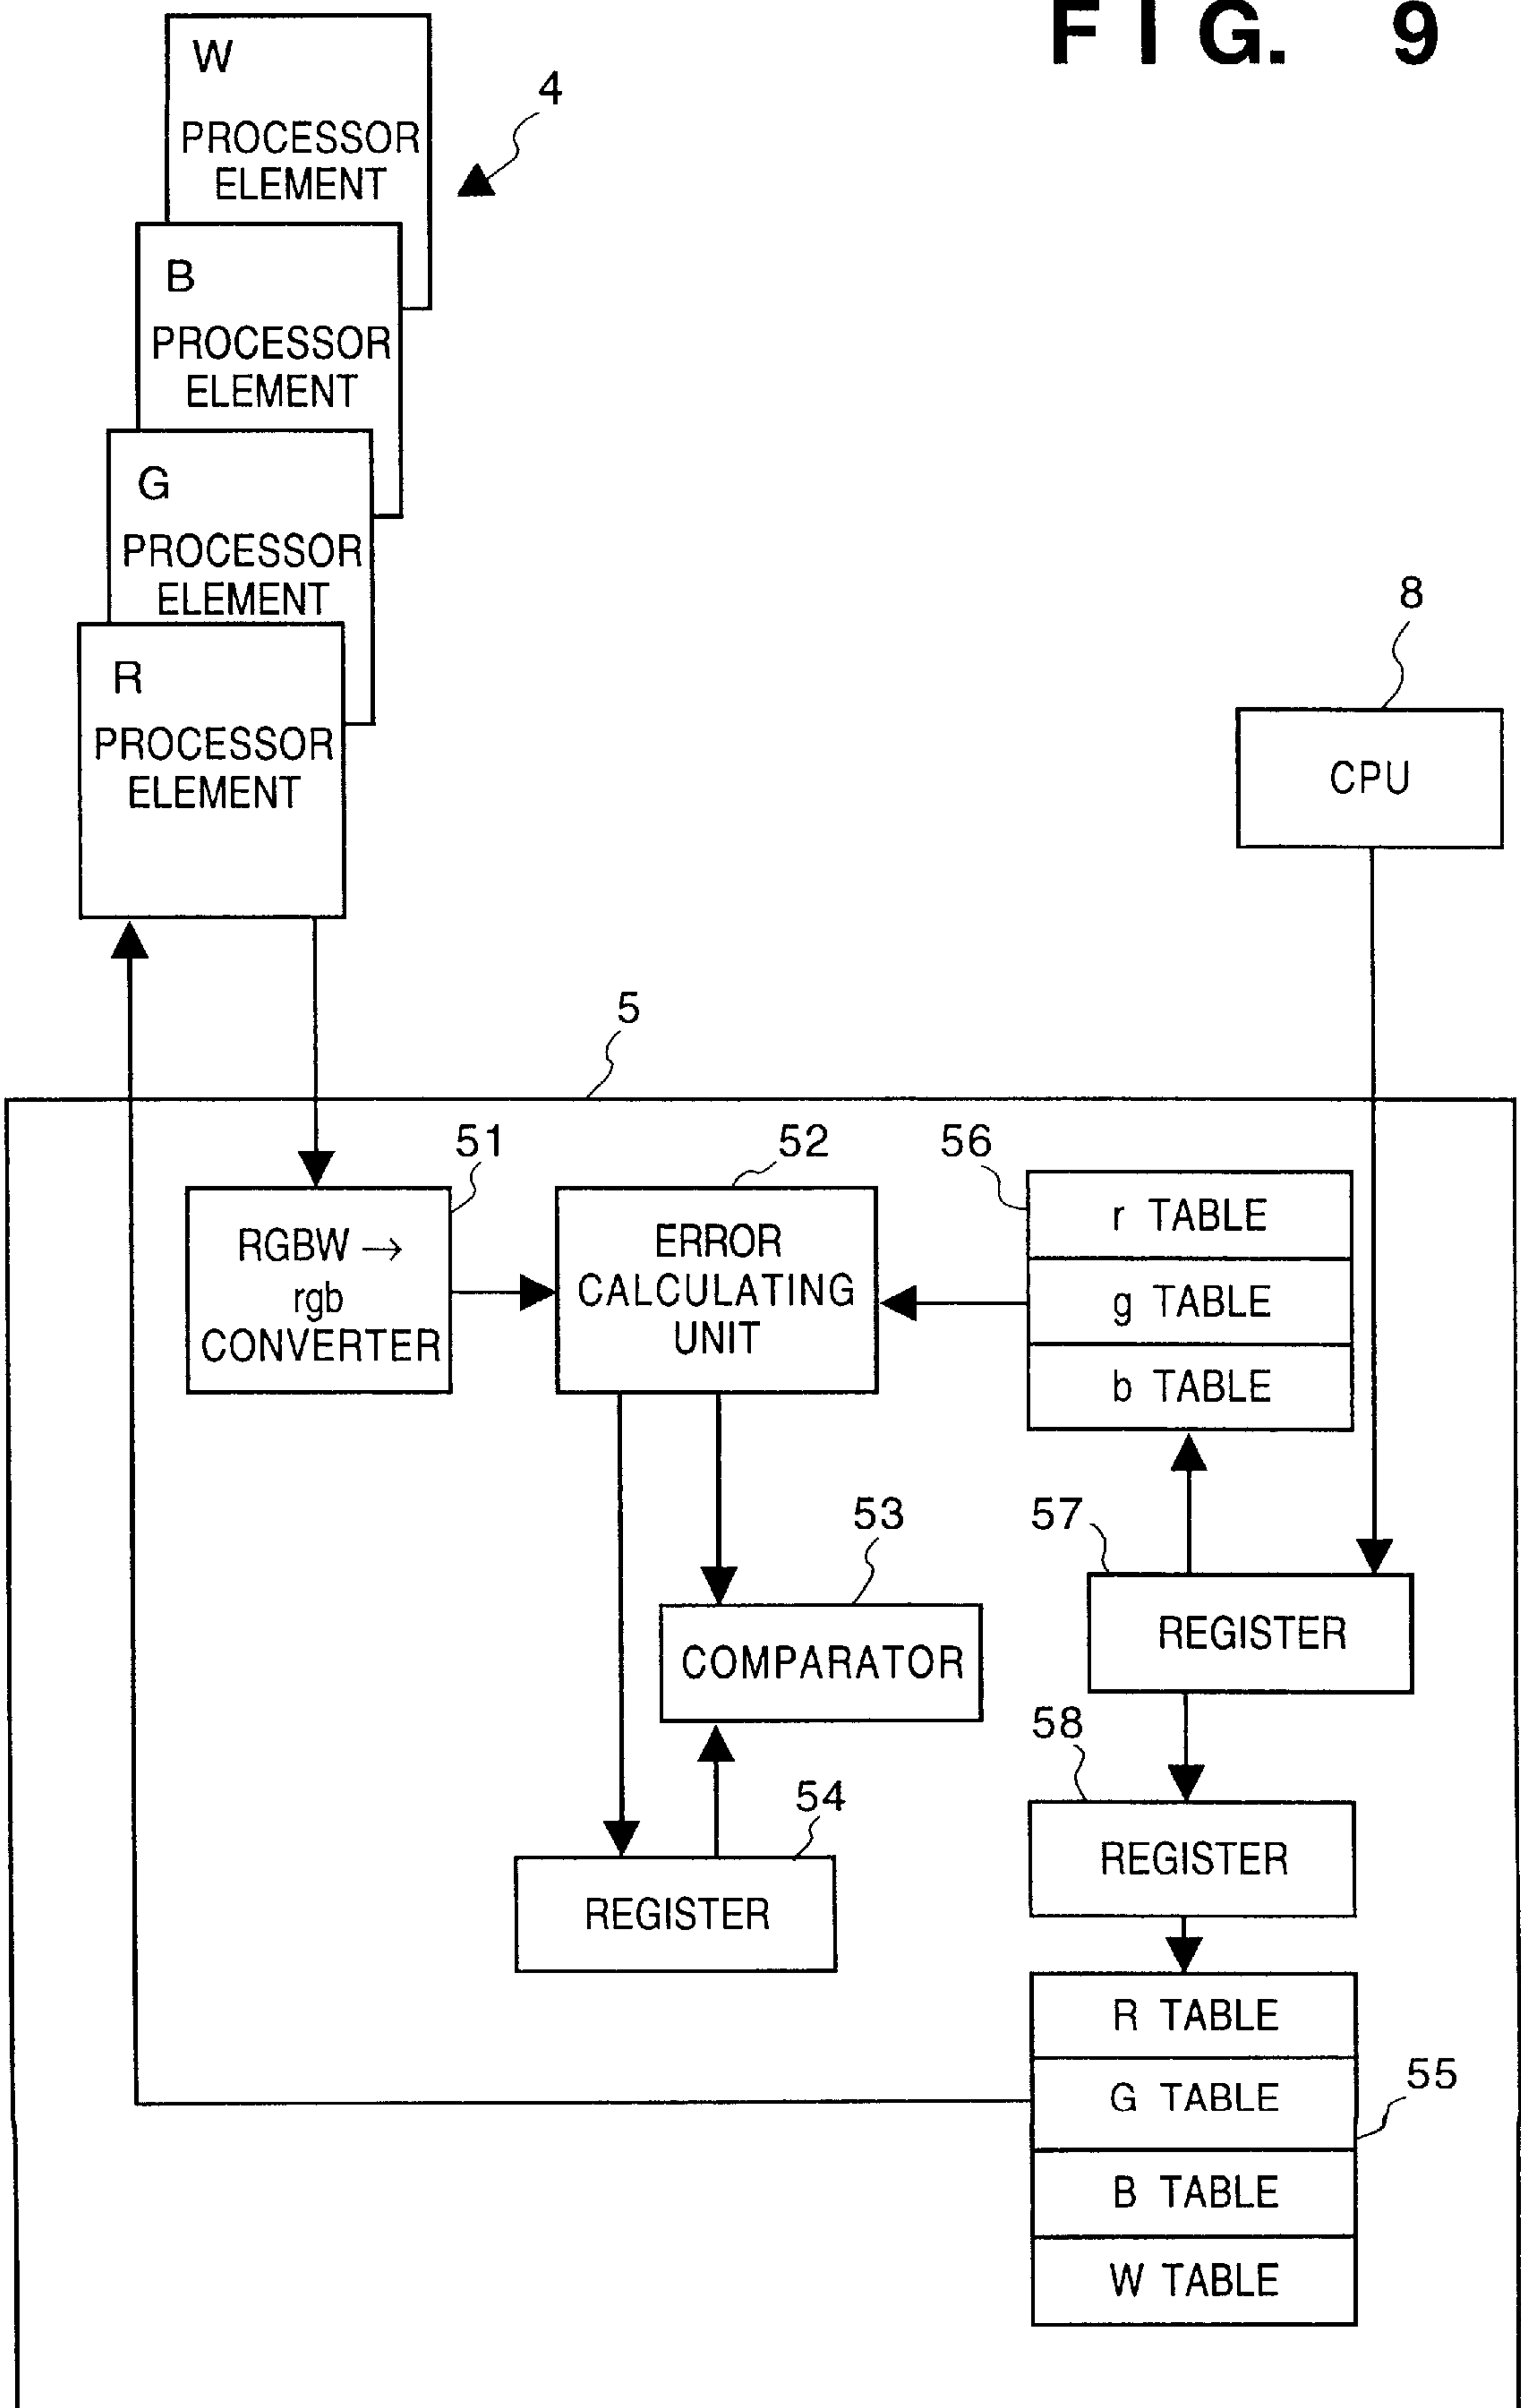 FIG. 9
W
PROCESSOR
ELEMENT
4
B
PROCESSOR
ELEMENT
G
PROCESSOR
ELEMENT
R
PROCESSOR
ELEMENT
8
CPU
5
51
52
56
RGBW →
rgb
CONVERTER
ERROR
CALCULATING
UNIT
r TABLE
g TABLE
b TABLE
53
57
COMPARATOR
REGISTER
54
58
REGISTER
REGISTER
R TABLE
G TABLE
55
B TABLE
W TABLE